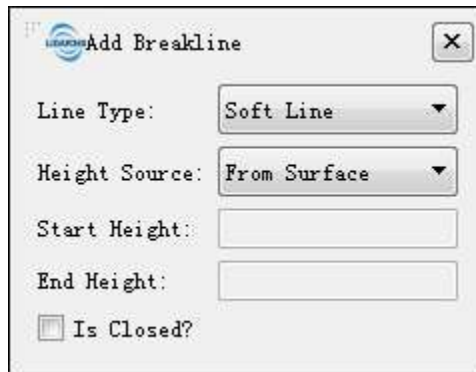 Add Breakline
Line Type: Soft Line
Height Source: From Surface
Start Height:
End Height:
Is Closed?